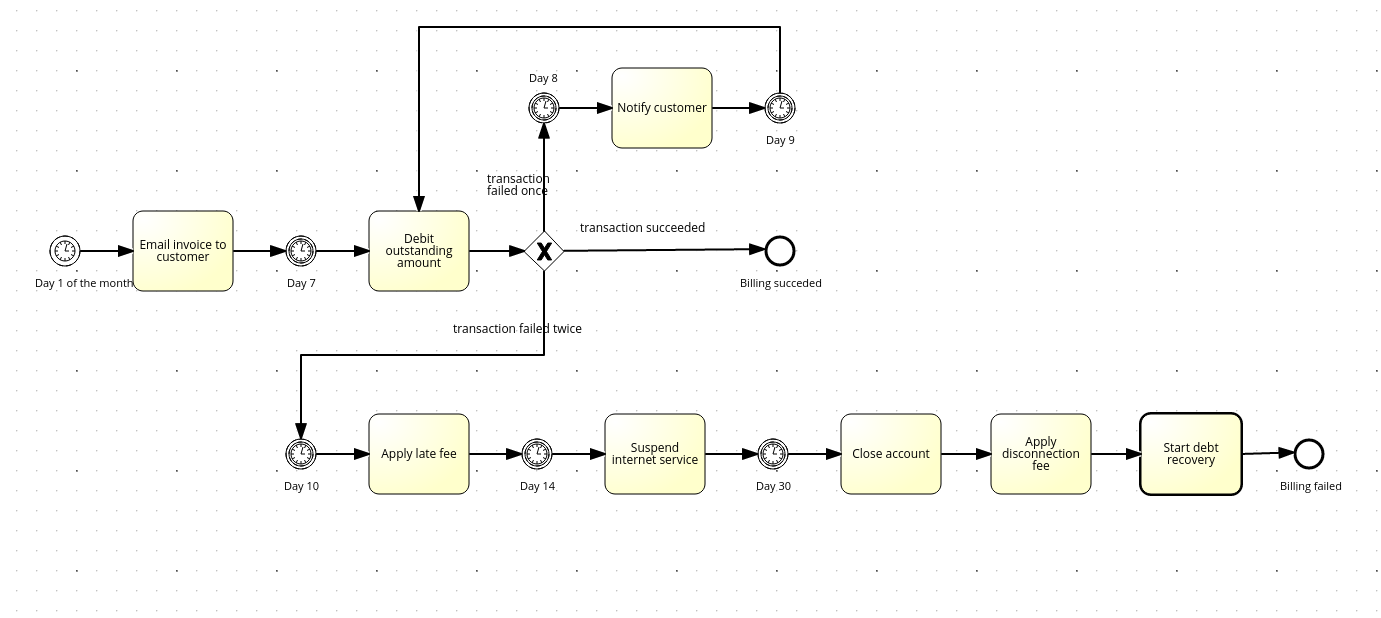 Day 8
Notify customer
Day 9
transaction
failed once
transaction succeeded
Email invoice to
customer
Debit
outstanding
amount
Day 1 of the month
Day 7
Billing succeded
transaction failed twice
Apply late fee
Suspend
internet service
Close account
Apply
disconnection
fee
Start debt
recovery
Day 10
Day 14
Day 30
Billing failed